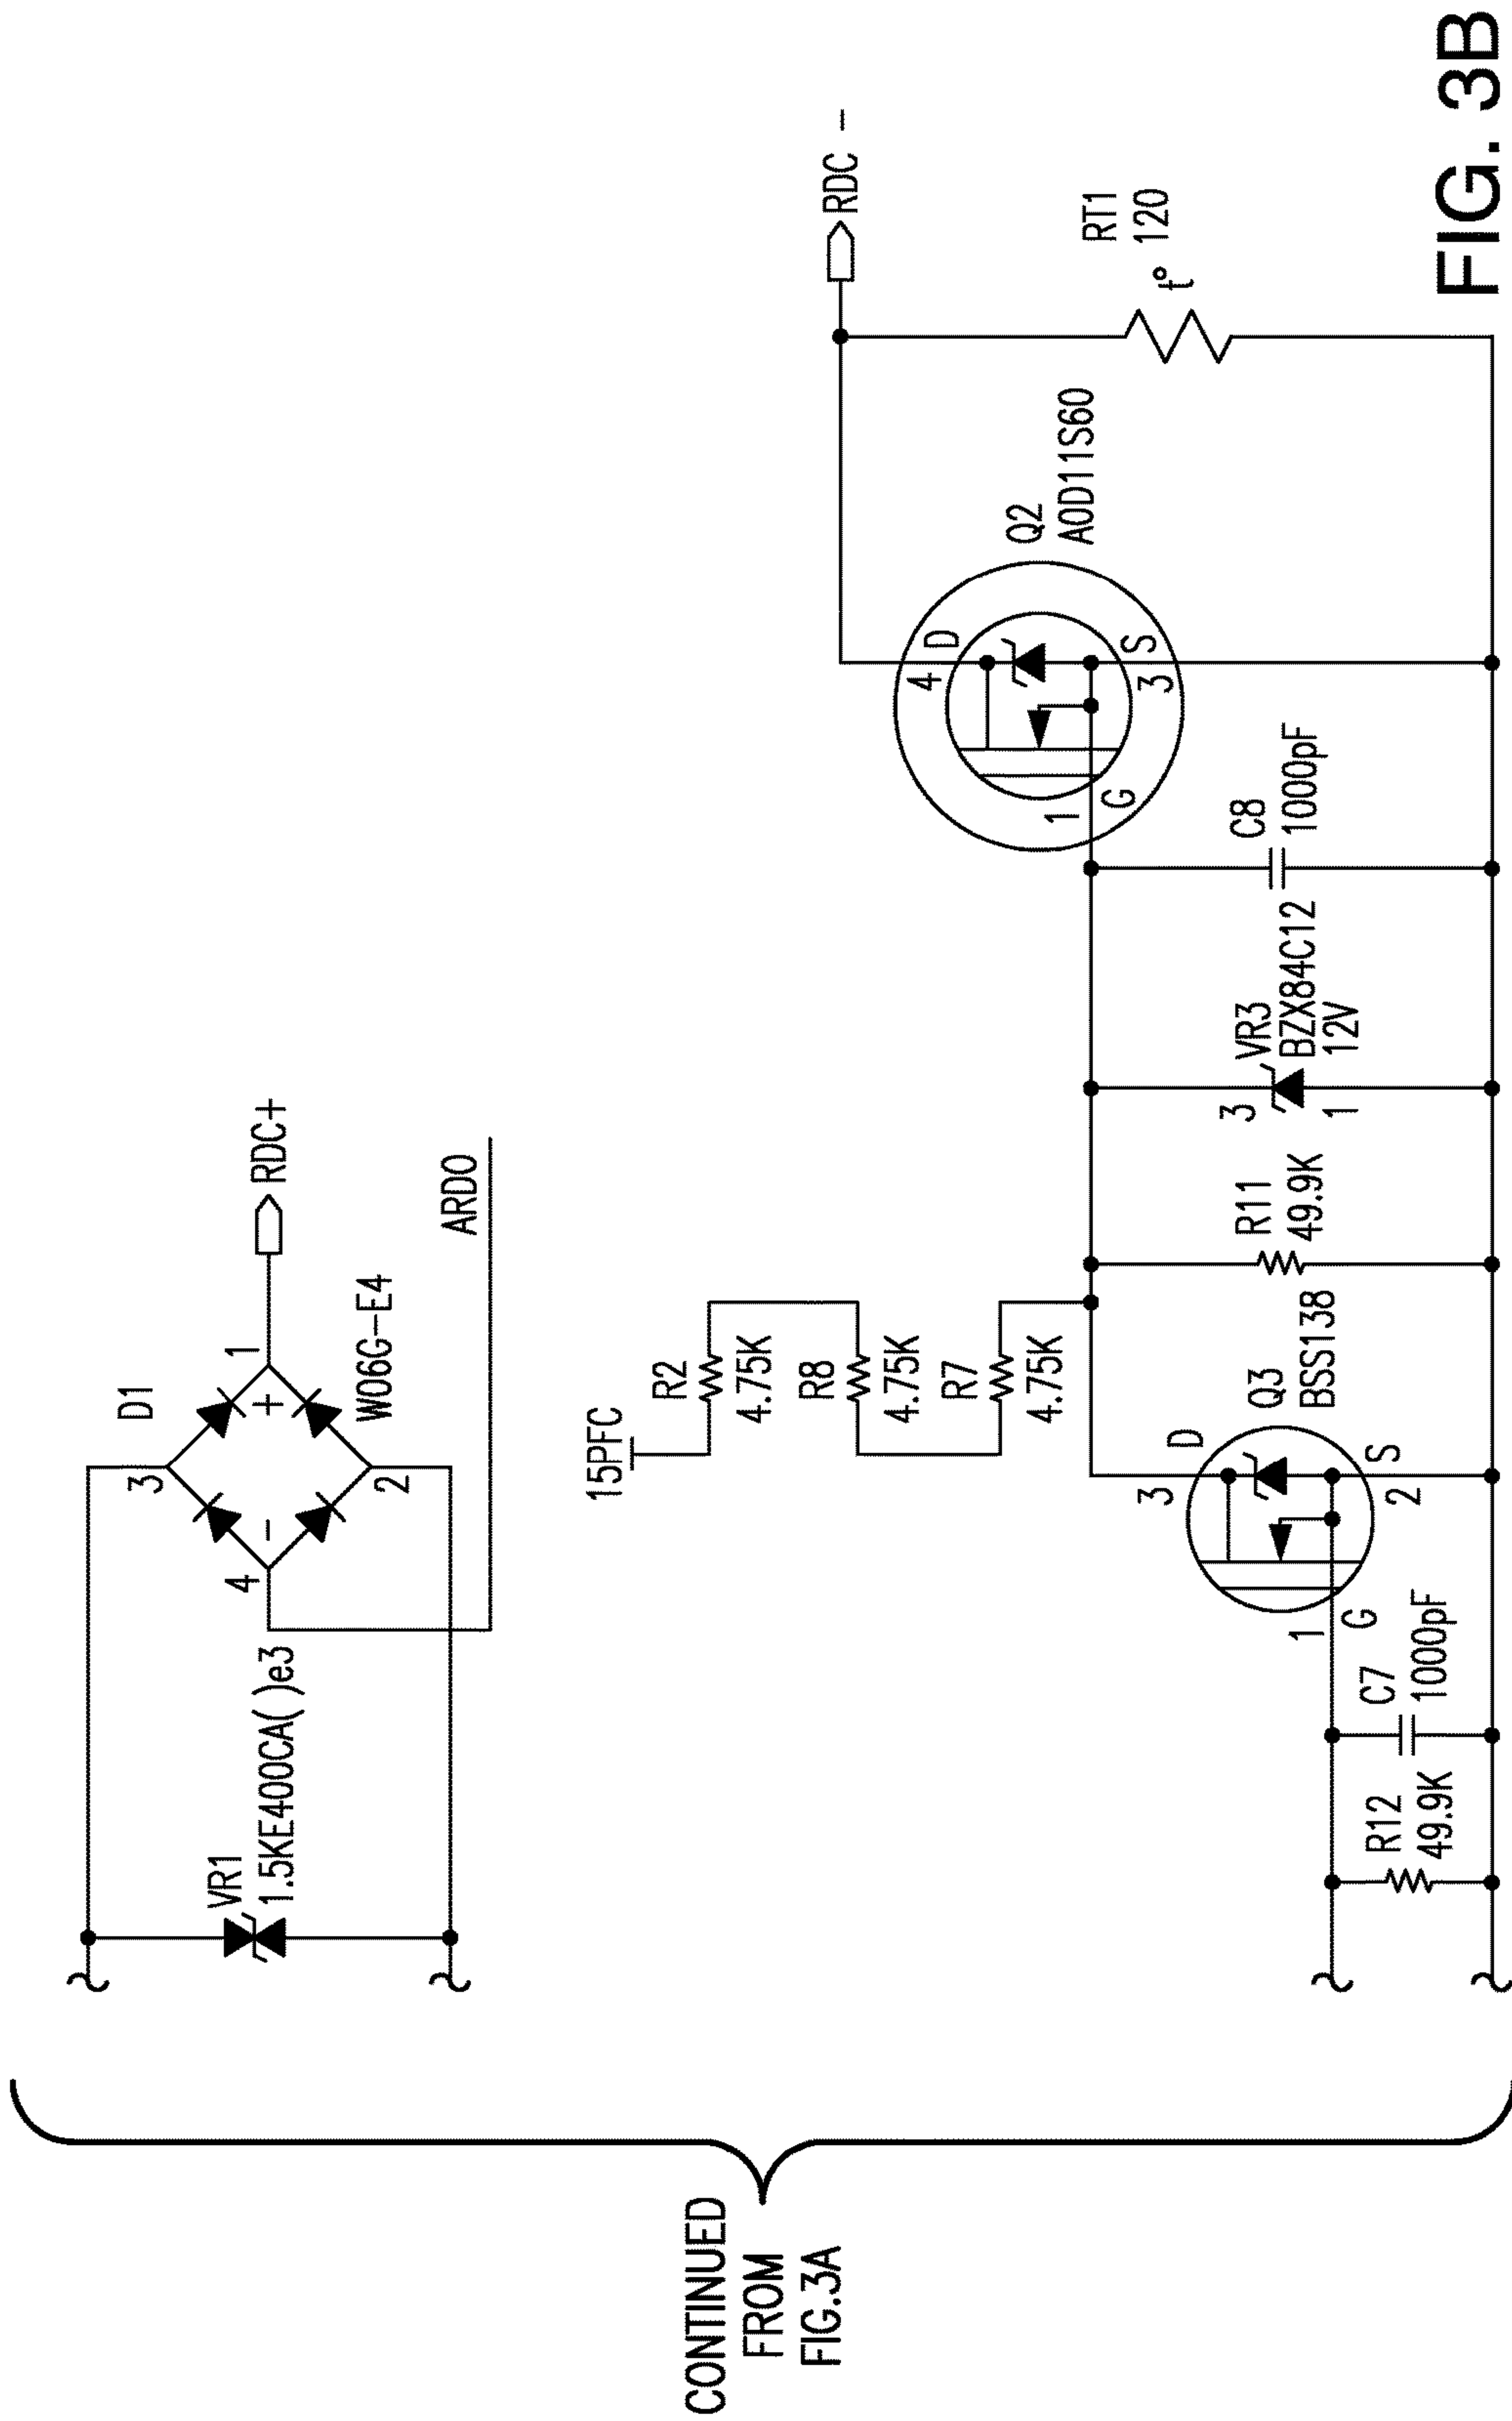 CONTINUED
FROM
FIG.3A
VR1
1.5KE400CA( )e3
D1
3
1
4
2
+
-
W06G-E4
RDC+
ARDO
15PFC
R2
4.75K
R8
4.75K
R7
4.75K
R12
49.9K
C7
1000pF
1
G
3
D
S
2
Q3
BSS138
R11
49.9K
3
1
VR3
BZX84C12
12V
C8
1000pF
1
G
4
D
S
3
Q2
A0D11S60
RDC -
t°
RT1
120
FIG. 3B